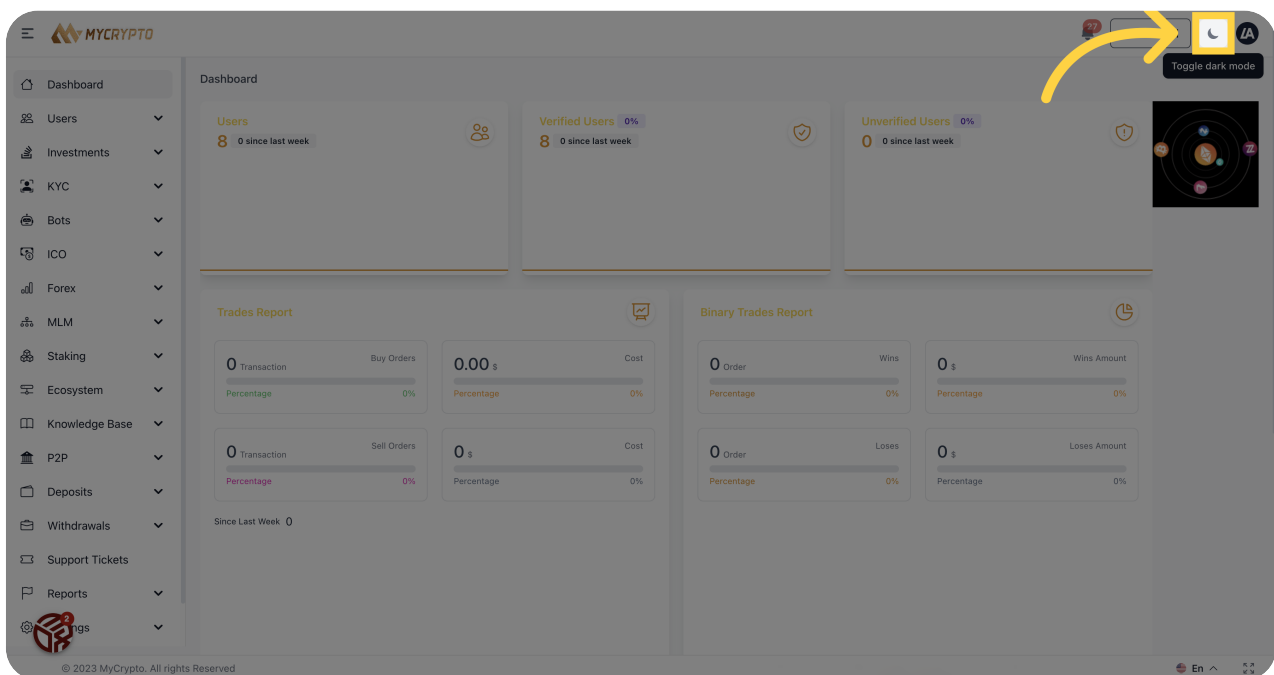 MYCRYPTO
27
Toggle dark mode
Dashboard
Users
Investments
KYC
Bots
ICO
Forex
MLM
Staking
Ecosystem
Knowledge Base
P2P
Deposits
Withdrawals
Support Tickets
Reports
2
Dashboard
Users
8 0 since last week
Verified Users 0%
8 0 since last week
Unverified Users 0%
0 0 since last week
Trades Report
0 Transaction Buy Orders
Percentage 0%
0.00 $ Cost
Percentage 0%
0 Transaction Sell Orders
Percentage 0%
0 $ Cost
Percentage 0%
Since Last Week 0
Binary Trades Report
0 Order Wins
Percentage 0%
0 $ Wins Amount
Percentage 0%
0 Order Loses
Percentage 0%
0 $ Loses Amount
Percentage 0%
© 2023 MyCrypto. All rights Reserved
En